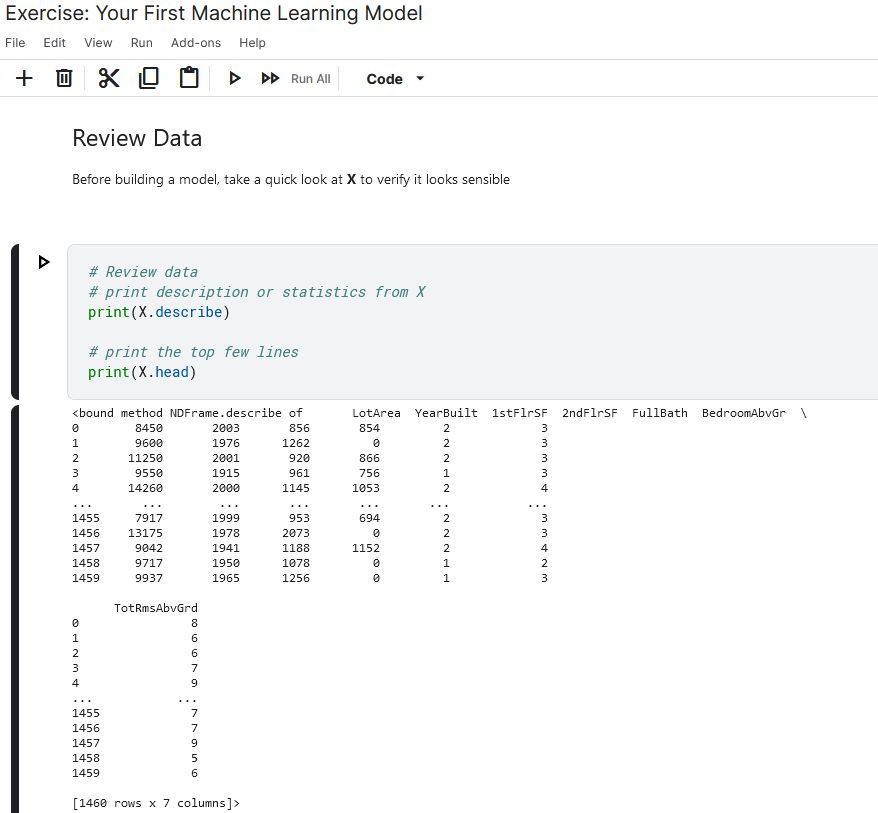 Exercise: Your First Machine Learning Model
File Edit View Run Add-ons Help
Run All Code
Review Data
Before building a model, take a quick look at X to verify it looks sensible
# Review data
# print description or statistics from X
print(X.describe)
# print the top few lines
print(X.head)
<bound method NDFrame.describe of       LotArea  YearBuilt  1stFlrSF  2ndFlrSF  FullBath  BedroomAbvGr  \
0        8450       2003       856       854         2             3
1        9600       1976      1262         0         2             3
2       11250       2001       920       866         2             3
3        9550       1915       961       756         1             3
4       14260       2000      1145      1053         2             4
...       ...        ...       ...       ...       ...           ...
1455     7917       1999       953       694         2             3
1456    13175       1978      2073         0         2             3
1457     9042       1941      1188      1152         2             4
1458     9717       1950      1078         0         1             2
1459     9937       1965      1256         0         1             3
TotRmsAbvGrd
0                8
1                6
2                6
3                7
4                9
...            ...
1455             7
1456             7
1457             9
1458             5
1459             6
[1460 rows x 7 columns]>